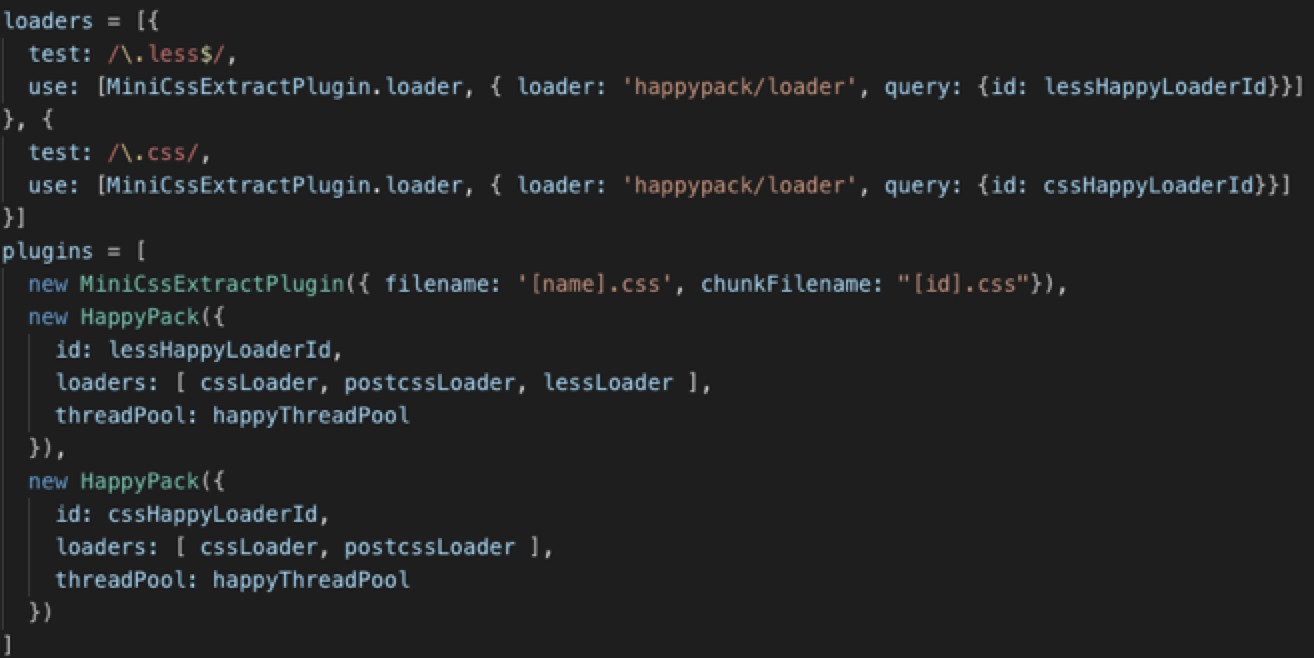 loaders = [{
  test: /\.less$/,
  use: [MiniCssExtractPlugin.loader, { loader: 'happypack/loader', query: {id: lessHappyLoaderId}}]
}, {
  test: /\.css/,
  use: [MiniCssExtractPlugin.loader, { loader: 'happypack/loader', query: {id: cssHappyLoaderId}}]
}]
plugins = [
  new MiniCssExtractPlugin({ filename: '[name].css', chunkFilename: "[id].css"}),
  new HappyPack({
    id: lessHappyLoaderId,
    loaders: [ cssLoader, postcssLoader, lessLoader ],
    threadPool: happyThreadPool
  }),
  new HappyPack({
    id: cssHappyLoaderId,
    loaders: [ cssLoader, postcssLoader ],
    threadPool: happyThreadPool
  })
]